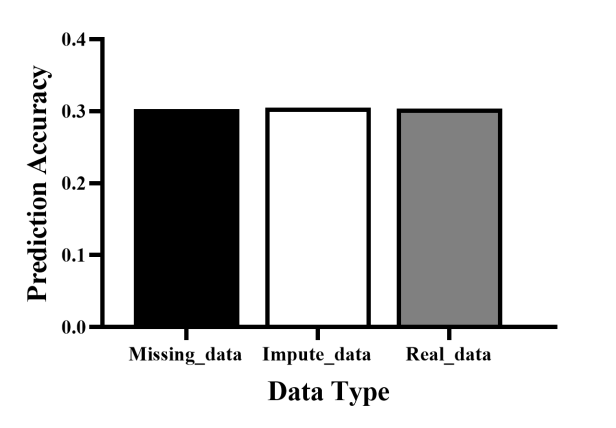 0.4
0.3
0.2
0.1
0.0
Prediction Accuracy
Missing_data Impute_data Real_data
Data Type